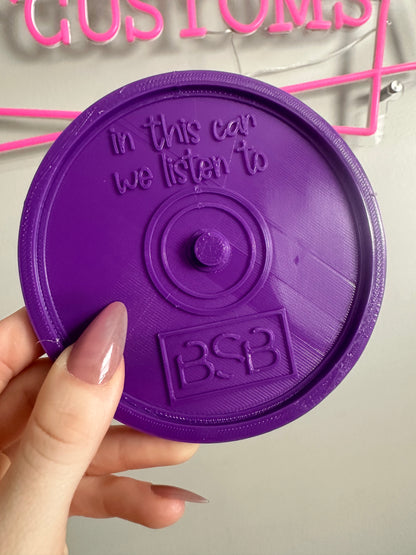 CUSTOMS
in this car
we listen to
BSB